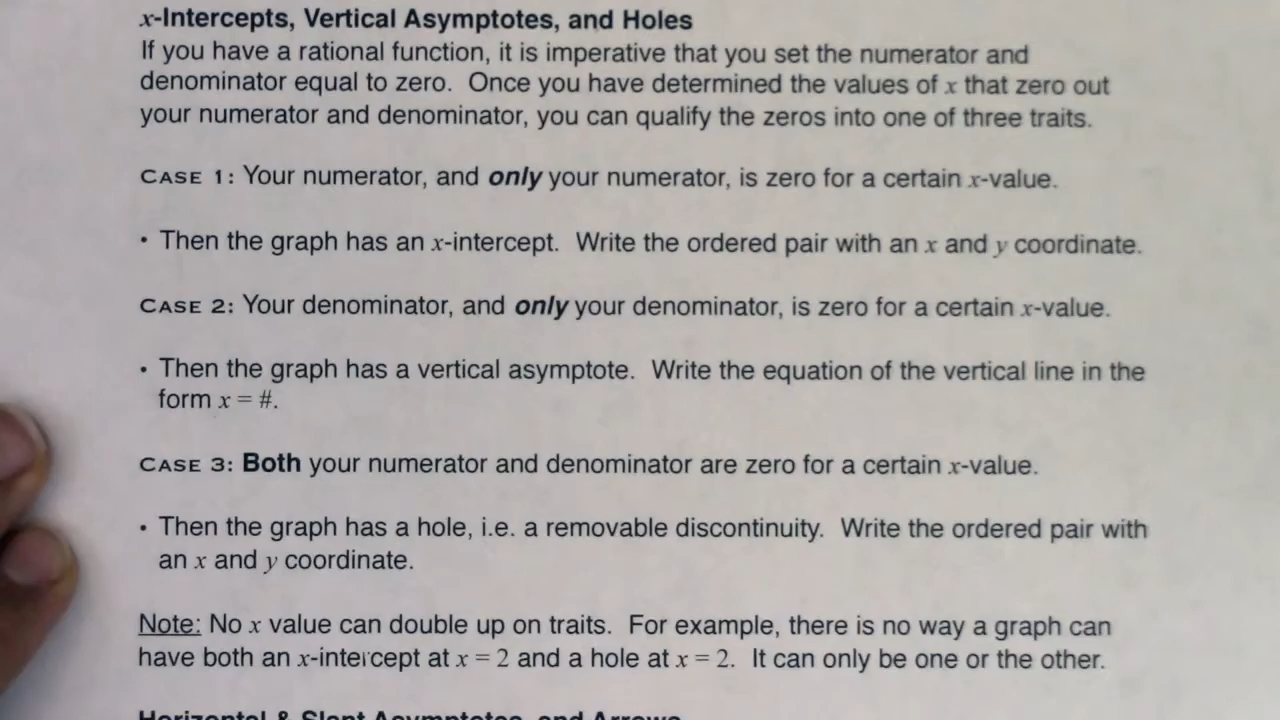 x-Intercepts, Vertical Asymptotes, and Holes
If you have a rational function, it is imperative that you set the numerator and
denominator equal to zero. Once you have determined the values of x that zero out
your numerator and denominator, you can qualify the zeros into one of three traits.
CASE 1: Your numerator, and only your numerator, is zero for a certain x-value.
• Then the graph has an x-intercept. Write the ordered pair with an x and y coordinate.
CASE 2: Your denominator, and only your denominator, is zero for a certain x-value.
• Then the graph has a vertical asymptote. Write the equation of the vertical line in the
form x = #.
CASE 3: Both your numerator and denominator are zero for a certain x-value.
• Then the graph has a hole, i.e. a removable discontinuity. Write the ordered pair with
an x and y coordinate.
Note: No x value can double up on traits. For example, there is no way a graph can
have both an x-intercept at x = 2 and a hole at x = 2. It can only be one or the other.
Horizontal & Slant Asymptotes, and Arrows